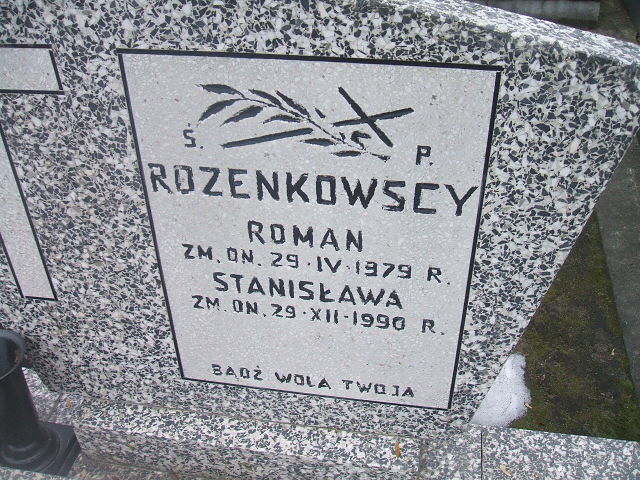 Ś. P.
ROZENKOWSCY
ROMAN
ZM. DN. 29·IV·1979 R.
STANISŁAWA
ZM. DN. 29·XII·1990 R.
BĄDŹ WOLA TWOJA